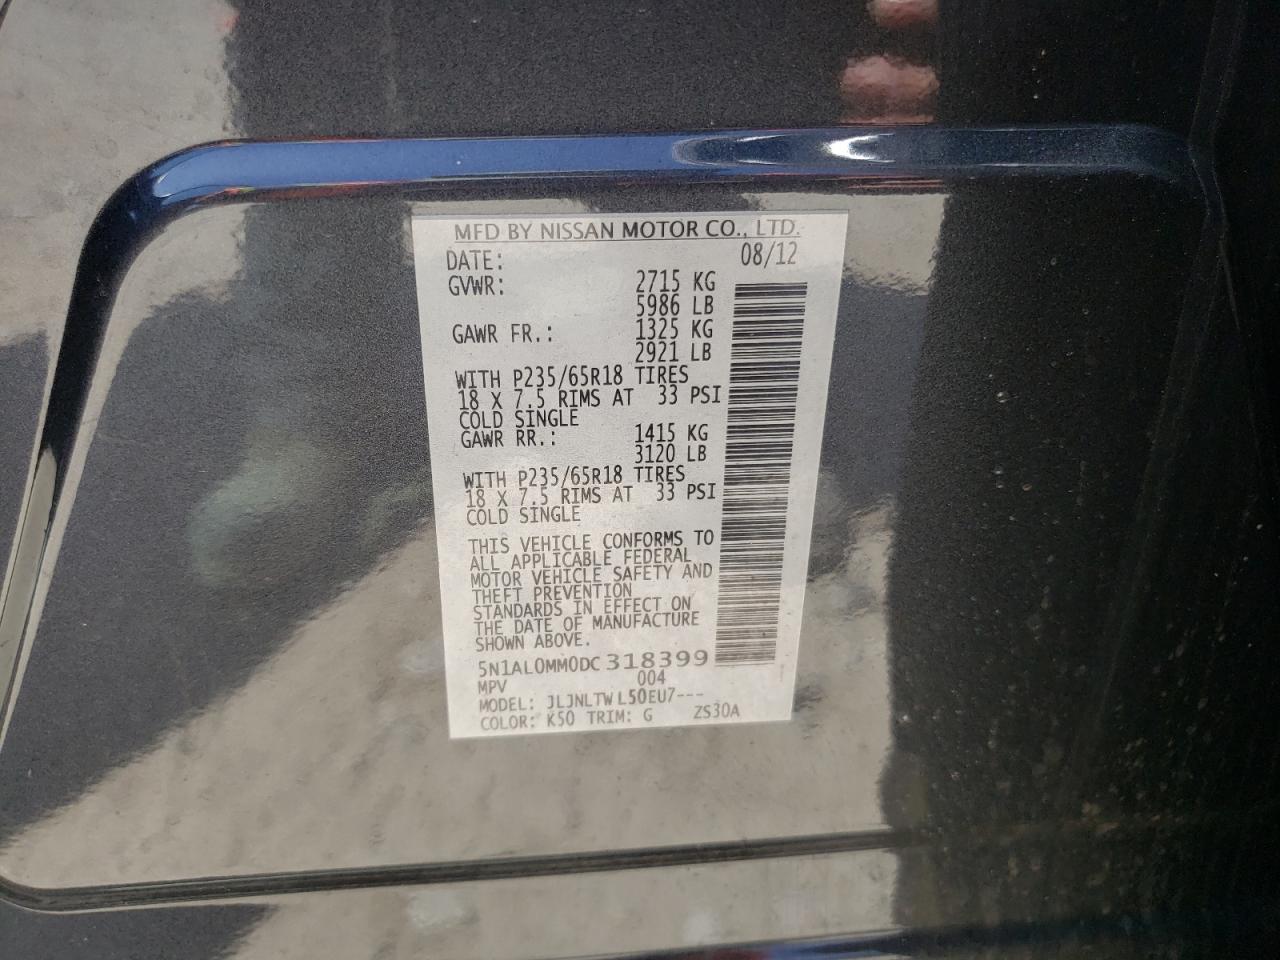 MFD BY NISSAN MOTOR CO., LTD.
DATE: 08/12
GVWR: 2715 KG
5986 LB
GAWR FR.: 1325 KG
2921 LB
WITH P235/65R18 TIRES
18 X 7.5 RIMS AT 33 PSI
COLD SINGLE
GAWR RR.: 1415 KG
3120 LB
WITH P235/65R18 TIRES
18 X 7.5 RIMS AT 33 PSI
COLD SINGLE
THIS VEHICLE CONFORMS TO
ALL APPLICABLE FEDERAL
MOTOR VEHICLE SAFETY AND
THEFT PREVENTION
STANDARDS IN EFFECT ON
THE DATE OF MANUFACTURE
SHOWN ABOVE.
5N1AL0MM0DC318399
MPV 004
MODEL: JLJNLTWL50EU7---
COLOR: K50 TRIM: G ZS30A